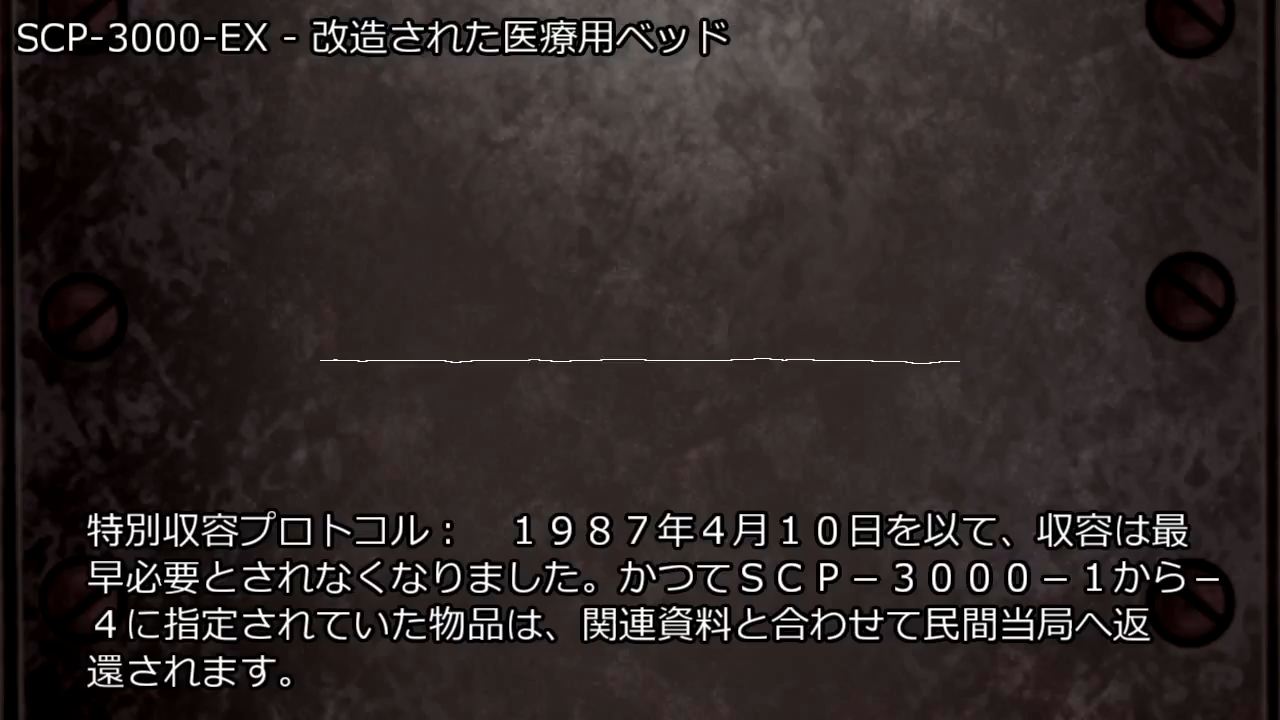 SCP-3000-EX - 改造された医療用ベッド
特別収容プロトコル：　１９８７年４月１０日を以て、収容は最
早必要とされなくなりました。かつてＳＣＰ－３０００－１から－
４に指定されていた物品は、関連資料と合わせて民間当局へ返
還されます。